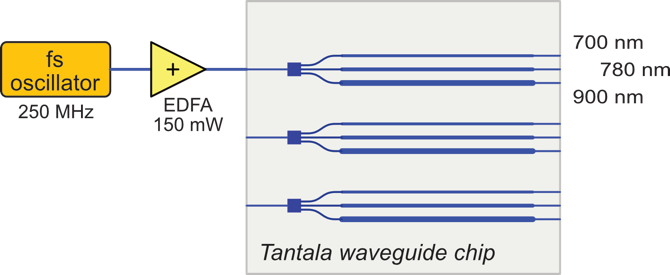 fs
oscillator
250 MHz
+
EDFA
150 mW
700 nm
780 nm
900 nm
Tantala waveguide chip